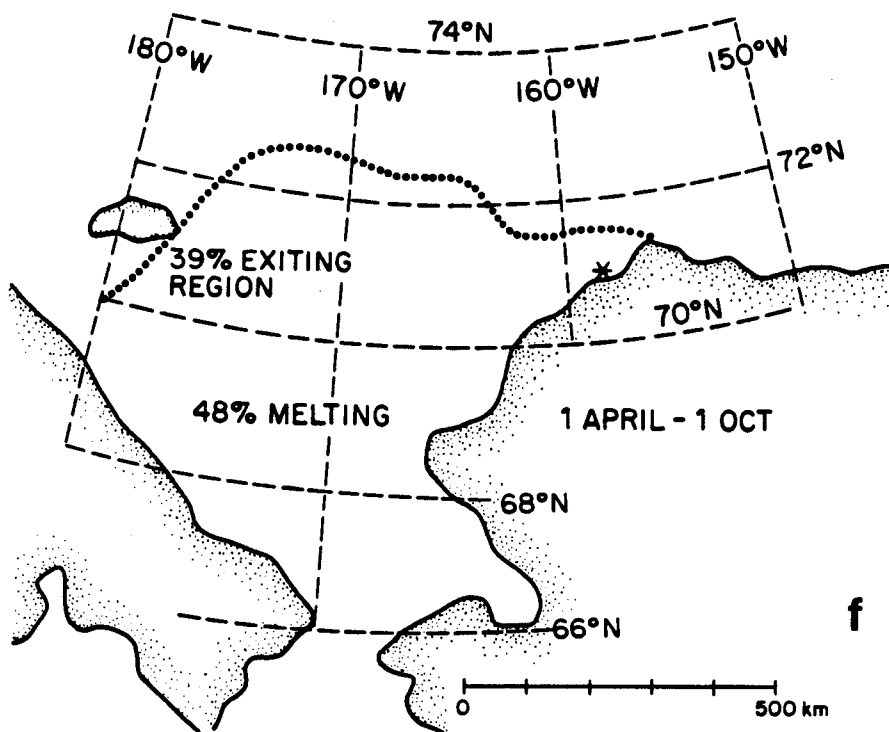 74°N
180°W
170°W
160°W
150°W
72°N
39% EXITING
REGION
70°N
48% MELTING
1 APRIL - 1 OCT
68°N
66°N
f
0
500 km